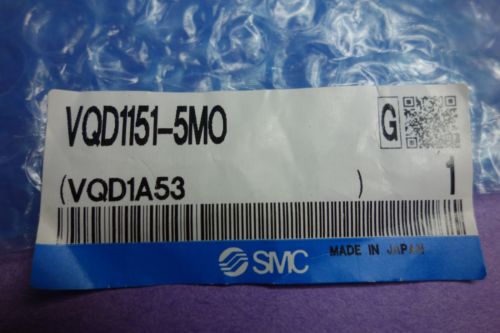 VQD1151-5MO G
(VQD1A53 ) 1
SMC MADE IN JAPAN